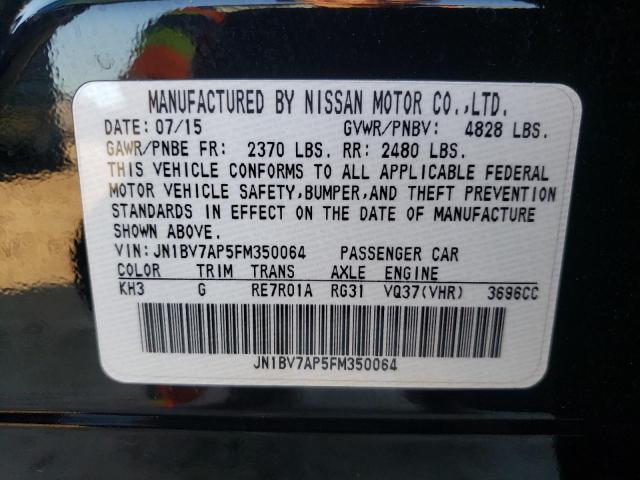 MANUFACTURED BY NISSAN MOTOR CO.,LTD.
DATE: 07/15 GVWR/PNBV: 4828 LBS.
GAWR/PNBE FR: 2370 LBS. RR: 2480 LBS.
THIS VEHICLE CONFORMS TO ALL APPLICABLE FEDERAL
MOTOR VEHICLE SAFETY,BUMPER,AND THEFT PREVENTION
STANDARDS IN EFFECT ON THE DATE OF MANUFACTURE
SHOWN ABOVE.
VIN: JN1BV7AP5FM350064 PASSENGER CAR
COLOR TRIM TRANS AXLE ENGINE
KH3 G RE7R01A RG31 VQ37(VHR) 3696CC
JN1BV7AP5FM350064